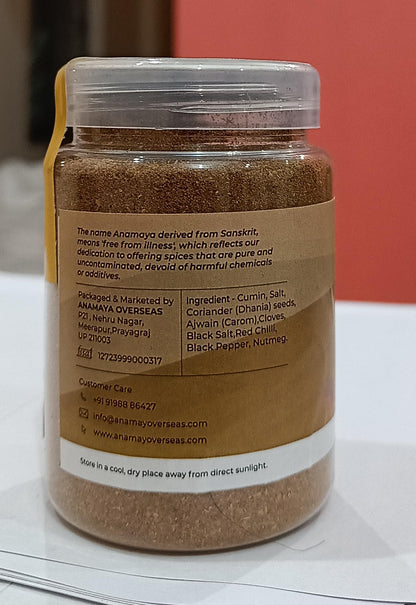 The name Anamaya derived from Sanskrit,
means 'free from illness', which reflects our
dedication to offering spices that are pure and
uncontaminated, devoid of harmful chemicals
or additives.
Packaged & Marketed by
ANAMAYA OVERSEAS
P21 , Nehru Nagar,
Meerapur,Prayagraj
UP 211003
fssai 12723999000317
Ingredient - Cumin, Salt,
Coriander (Dhania) seeds,
Ajwain (Carom),Cloves,
Black Salt,Red Chilli,
Black Pepper, Nutmeg.
Customer Care
+91 91988 86427
info@anamayoverseas.com
www.anamayoverseas.com
Store in a cool, dry place away from direct sunlight.